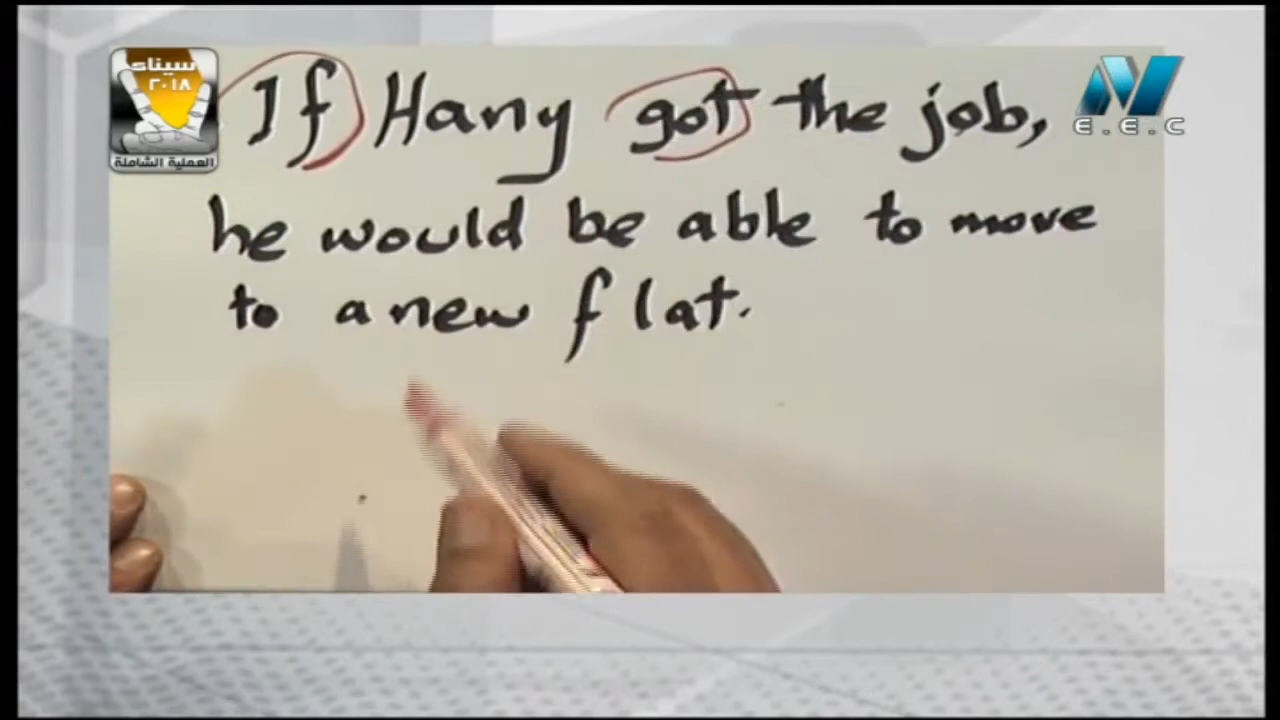 سيناء
٢٠١٨
العملية الشاملة
E.E.C
If Hany got the job,
he would be able to move
to a new flat.